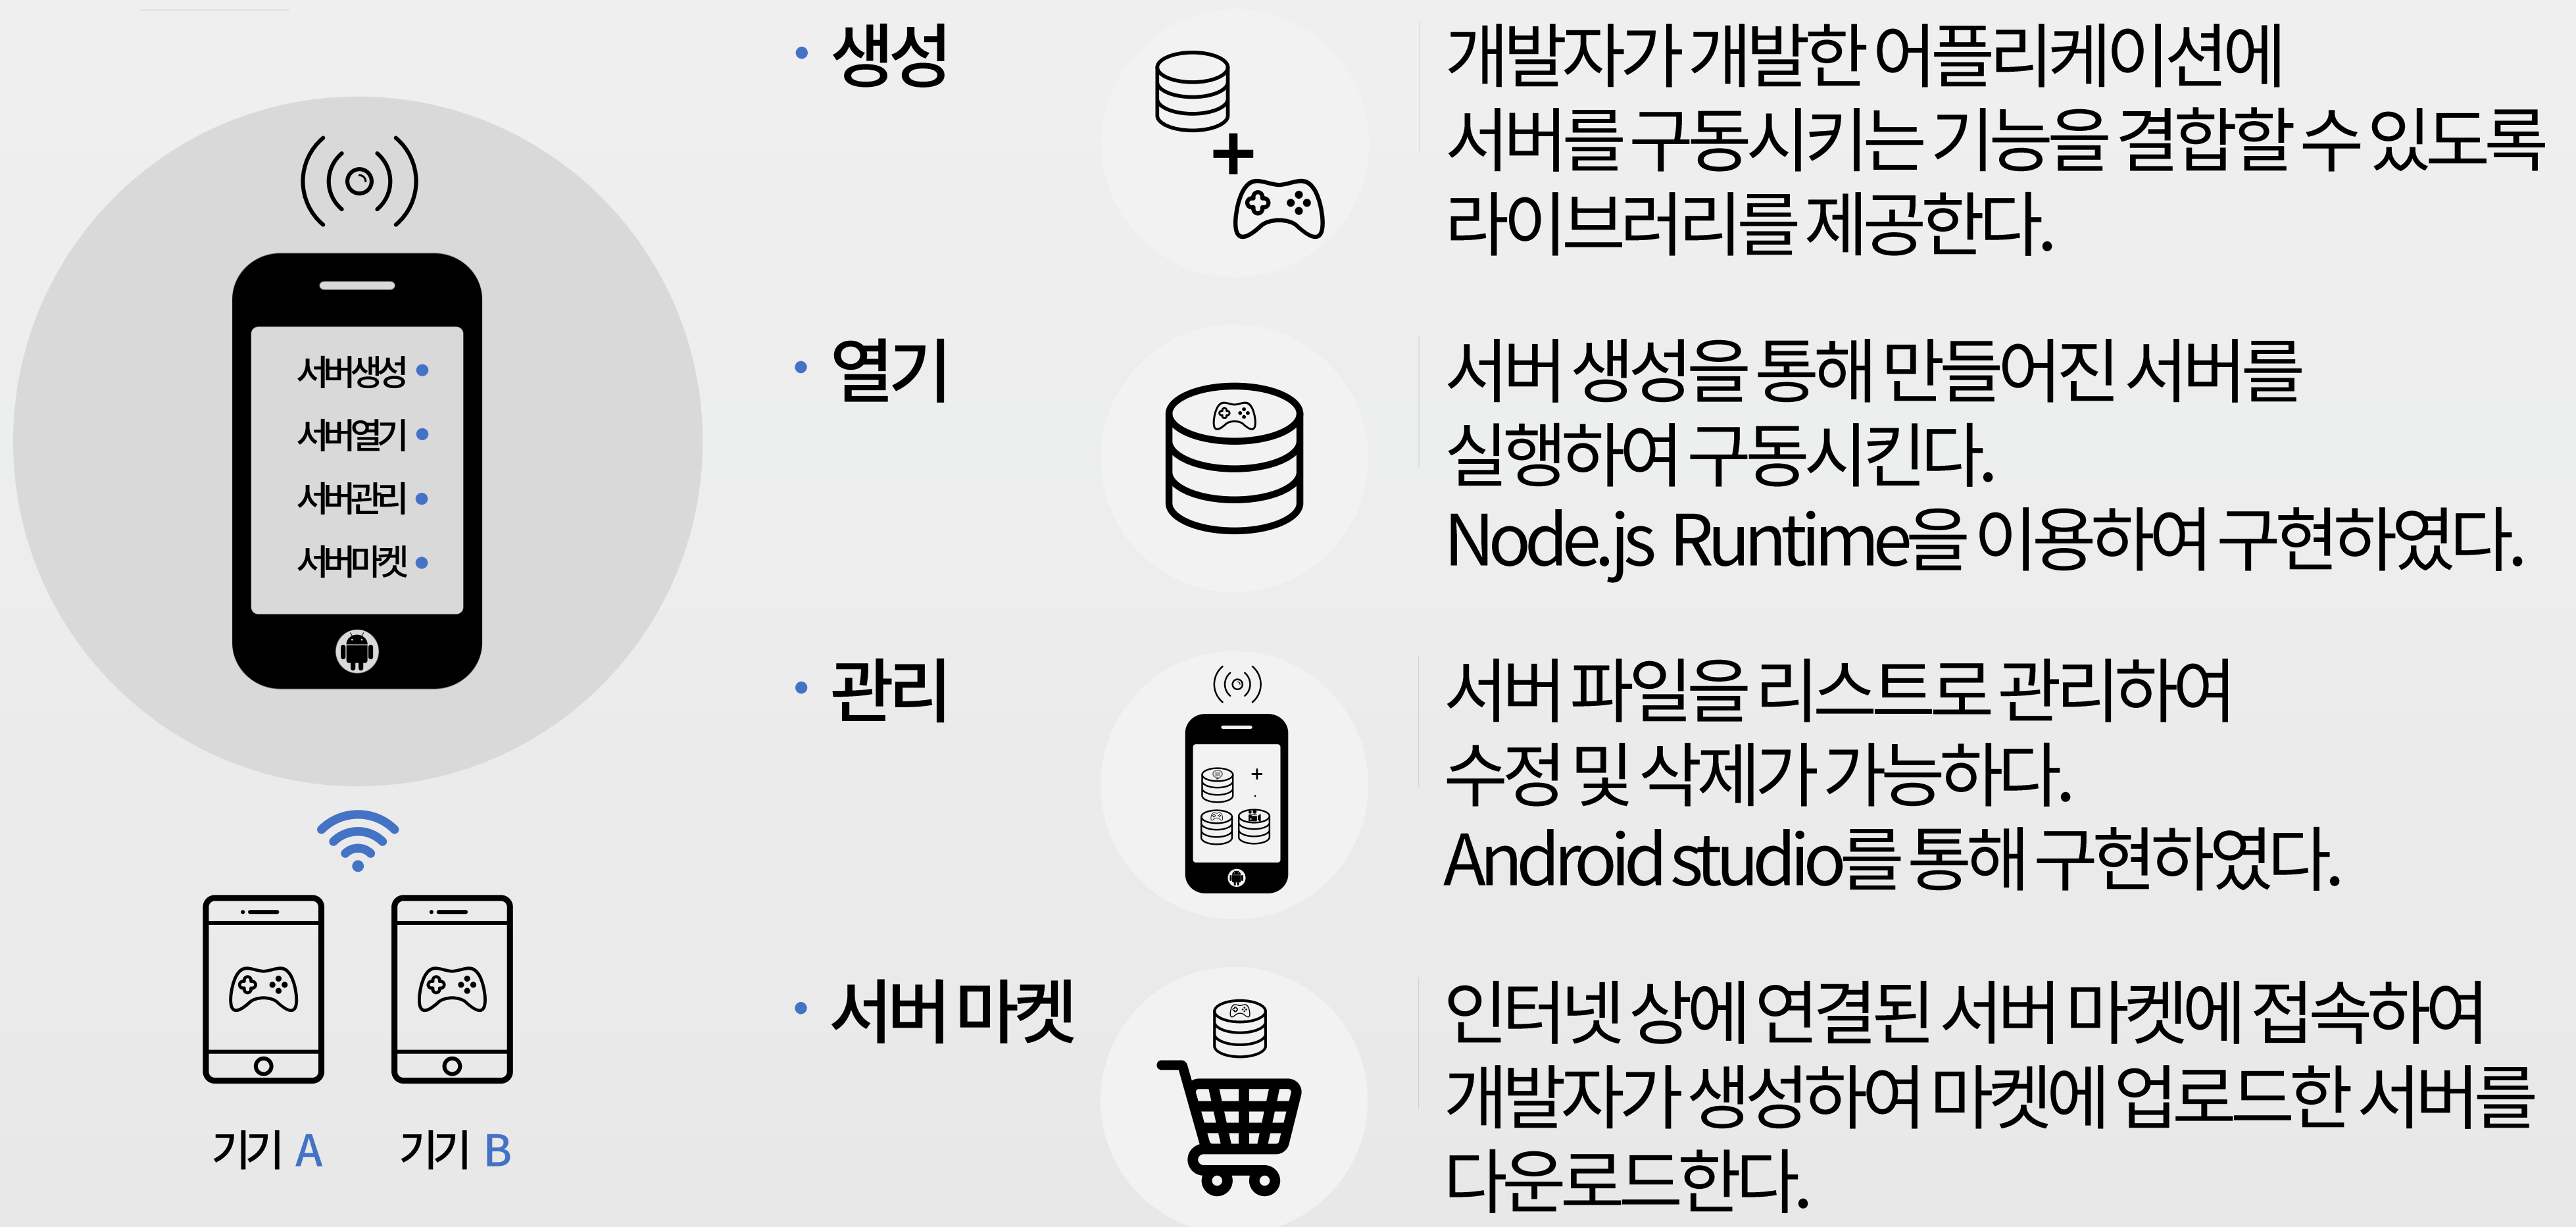 서버생성
서버열기
서버관리
서버마켓
기기 A
기기 B
생성
개발자가 개발한 어플리케이션에
서버를 구동시키는 기능을 결합할 수 있도록
라이브러리를 제공한다.
열기
서버 생성을 통해 만들어진 서버를
실행하여 구동시킨다.
Node.js Runtime을 이용하여 구현하였다.
관리
서버 파일을 리스트로 관리하여
수정 및 삭제가 가능하다.
Android studio를 통해 구현하였다.
서버 마켓
인터넷 상에 연결된 서버 마켓에 접속하여
개발자가 생성하여 마켓에 업로드한 서버를
다운로드한다.